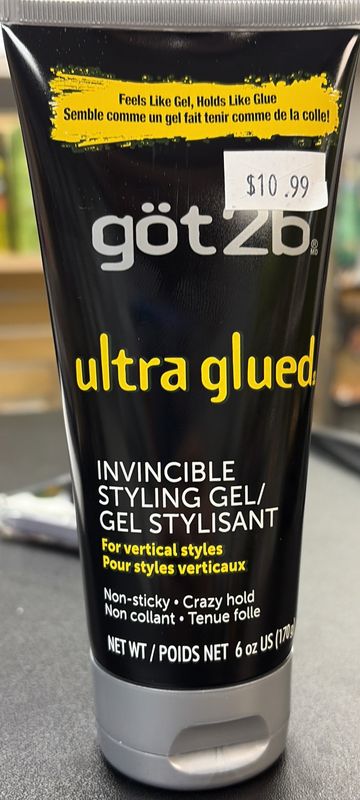 Feels Like Gel, Holds Like Glue
Semble comme un gel fait tenir comme de la colle!
$10.99
göt2b®
MD
ultra glued.
INVINCIBLE
STYLING GEL/
GEL STYLISANT
For vertical styles
Pour styles verticaux
Non-sticky • Crazy hold
Non collant • Tenue folle
NET WT / POIDS NET 6 oz US (170g